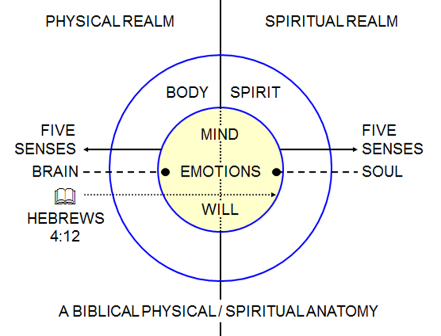 PHYSICAL REALM
SPIRITUAL REALM
BODY
SPIRIT
MIND
FIVE
SENSES
FIVE
SENSES
BRAIN
EMOTIONS
SOUL
WILL
HEBREWS
4:12
A BIBLICAL PHYSICAL / SPIRITUAL ANATOMY